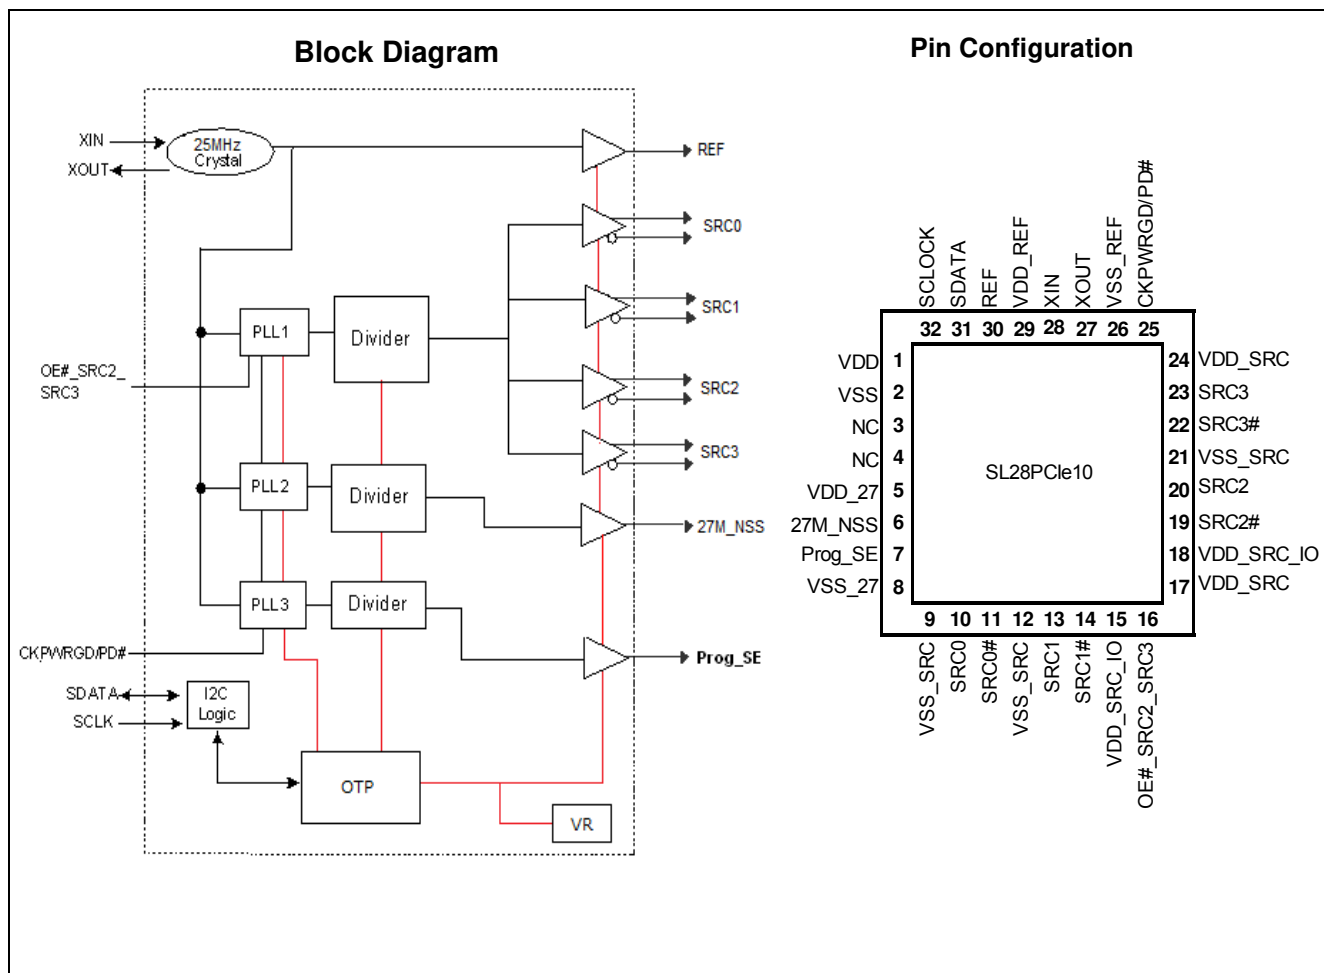 Block Diagram
XIN
XOUT
25MHz
Crystal
REF
SRC0
SRC1
SRC2
SRC3
PLL1
Divider
OE#_SRC2_
SRC3
PLL2
Divider
27M_NSS
PLL3
Divider
CKPWRGD/PD#
Prog_SE
SDATA
SCLK
I2C
Logic
OTP
VR
Pin Configuration
SCLOCK
SDATA
REF
VDD_REF
XIN
XOUT
VSS_REF
CKPWRGD/PD#
32 31 30 29 28 27 26 25
VDD 1
VSS 2
NC 3
NC 4
VDD_27 5
27M_NSS 6
Prog_SE 7
VSS_27 8
SL28PCIe10
24 VDD_SRC
23 SRC3
22 SRC3#
21 VSS_SRC
20 SRC2
19 SRC2#
18 VDD_SRC_IO
17 VDD_SRC
9 10 11 12 13 14 15 16
VSS_SRC
SRC0
SRC0#
VSS_SRC
SRC1
SRC1#
VDD_SRC_IO
OE#_SRC2_SRC3